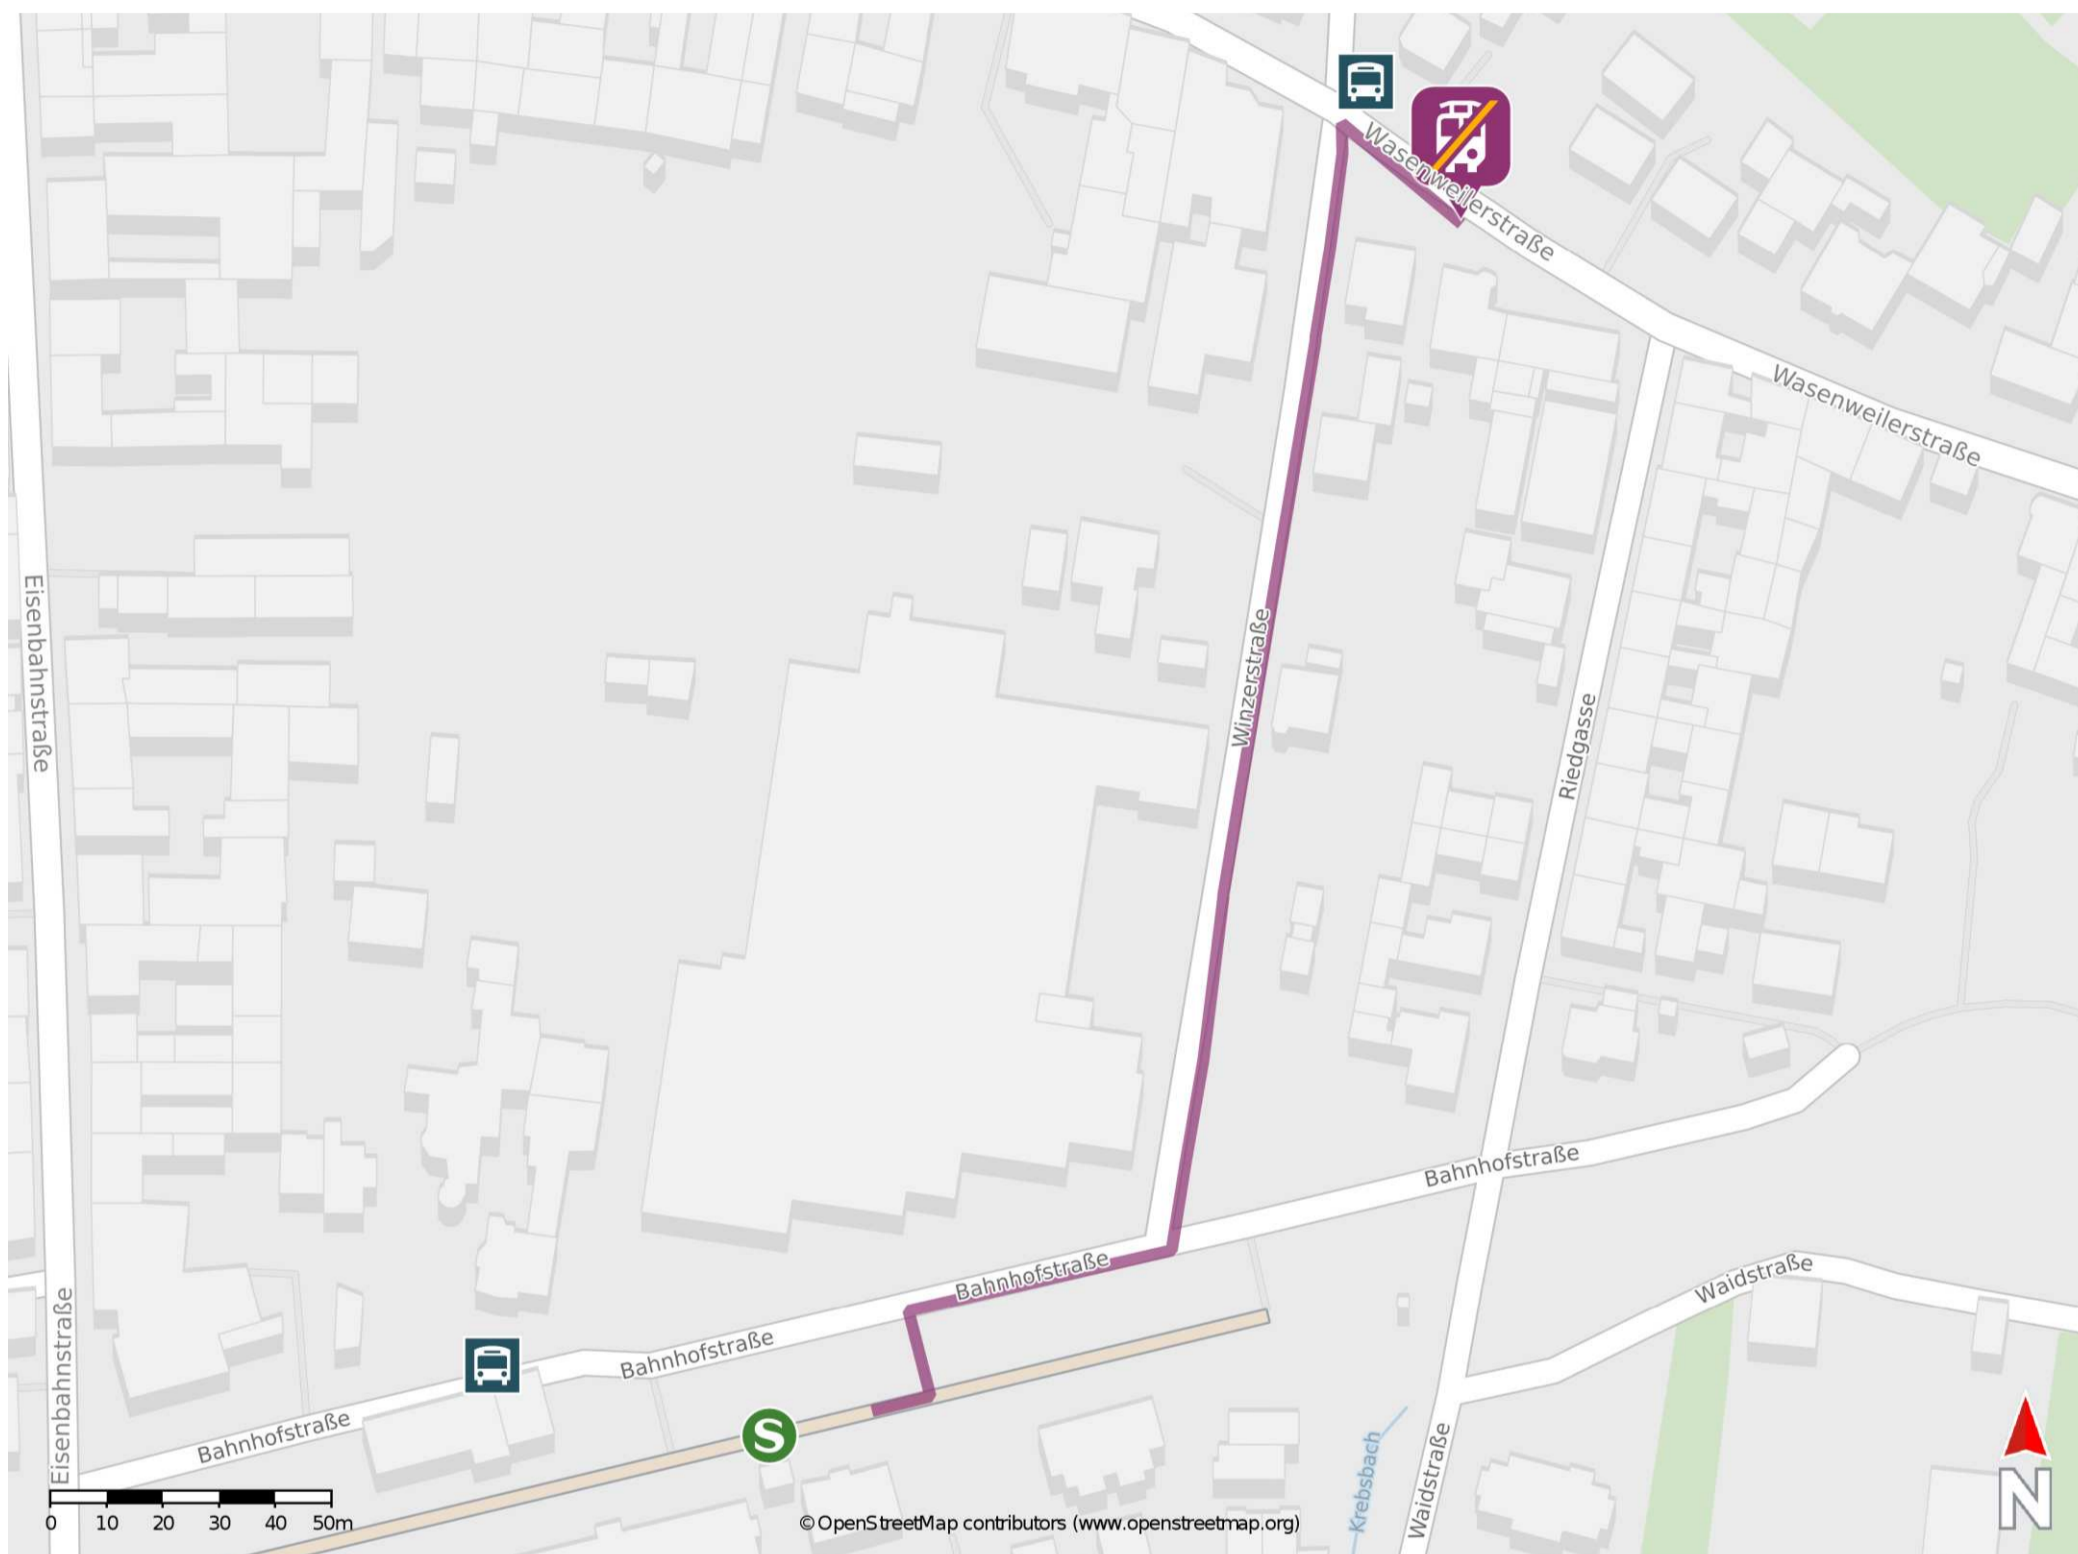 Wasenweilerstraße
Wasenweilerstraße
Eisenbahnstraße
Winzerstraße
Riedgasse
Bahnhofstraße
Bahnhofstraße
Waidstraße
Bahnhofstraße
Eisenbahnstraße
Bahnhofstraße
S
Krebsbach
Waidstraße
N
0 10 20 30 40 50m
© OpenStreetMap contributors (www.openstreetmap.org)